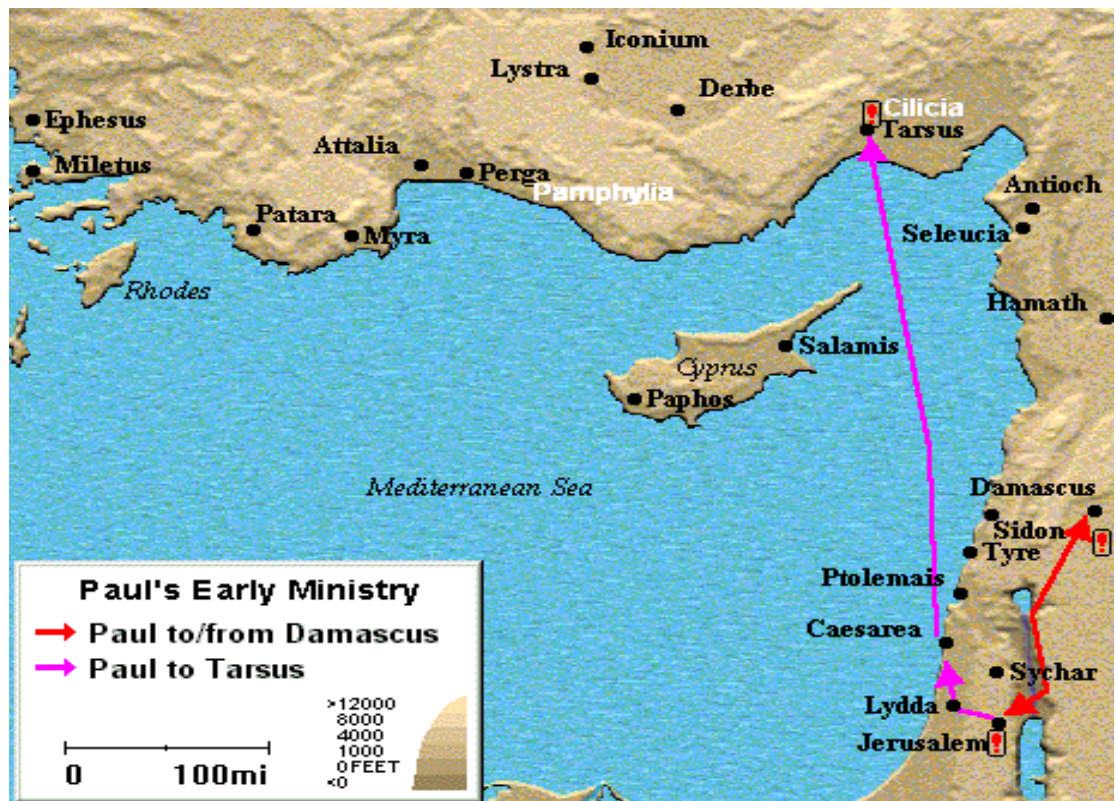 Iconium
Lystra
Derbe
Cilicia
Tarsus
Ephesus
Miletus
Attalia
Perga
Pamphylia
Antioch
Patara
Myra
Seleucia
Rhodes
Hamath
Salamis
Cyprus
Paphos
Mediterranean Sea
Damascus
Sidon
Tyre
Ptolemais
Caesarea
Sychar
Lydda
Jerusalem
Paul's Early Ministry
Paul to/from Damascus
Paul to Tarsus
>12000
8000
4000
1000
0 FEET
<0
0 100mi